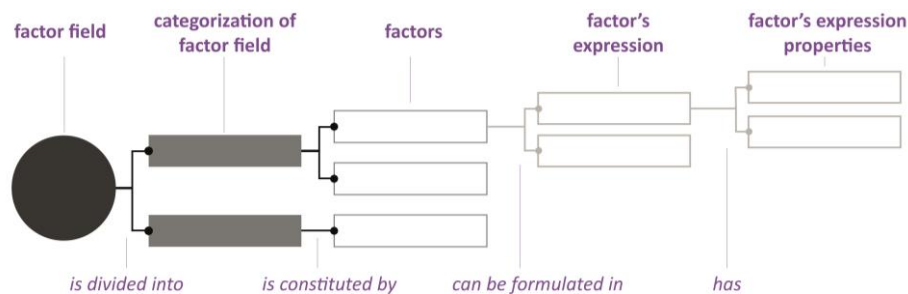 factor field
categorization of
factor field
factors
factor's
expression
factor's expression
properties
is divided into
is constituted by
can be formulated in
has